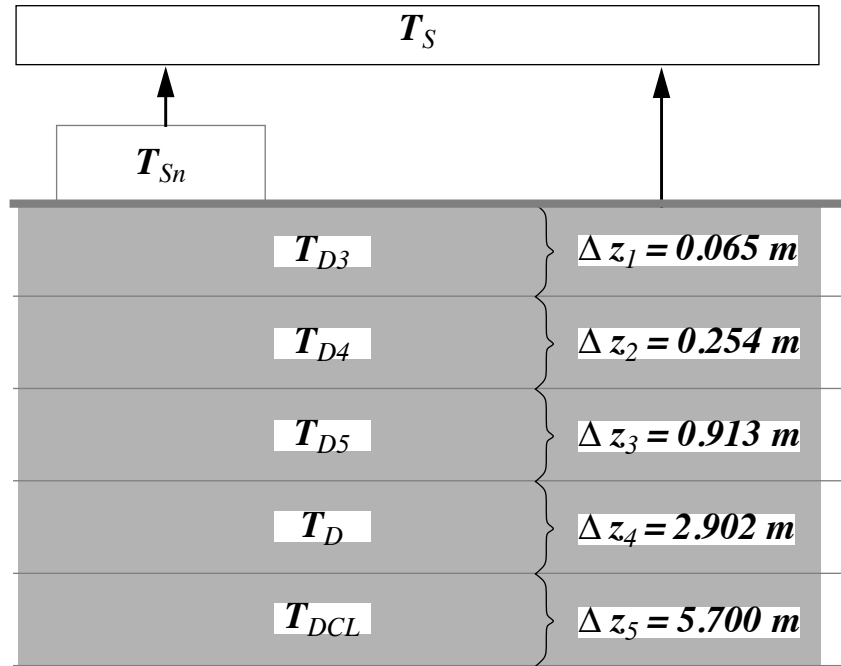 T_S
T_Sn
T_D3 Δ z_1 = 0.065 m
T_D4 Δ z_2 = 0.254 m
T_D5 Δ z_3 = 0.913 m
T_D Δ z_4 = 2.902 m
T_DCL Δ z_5 = 5.700 m